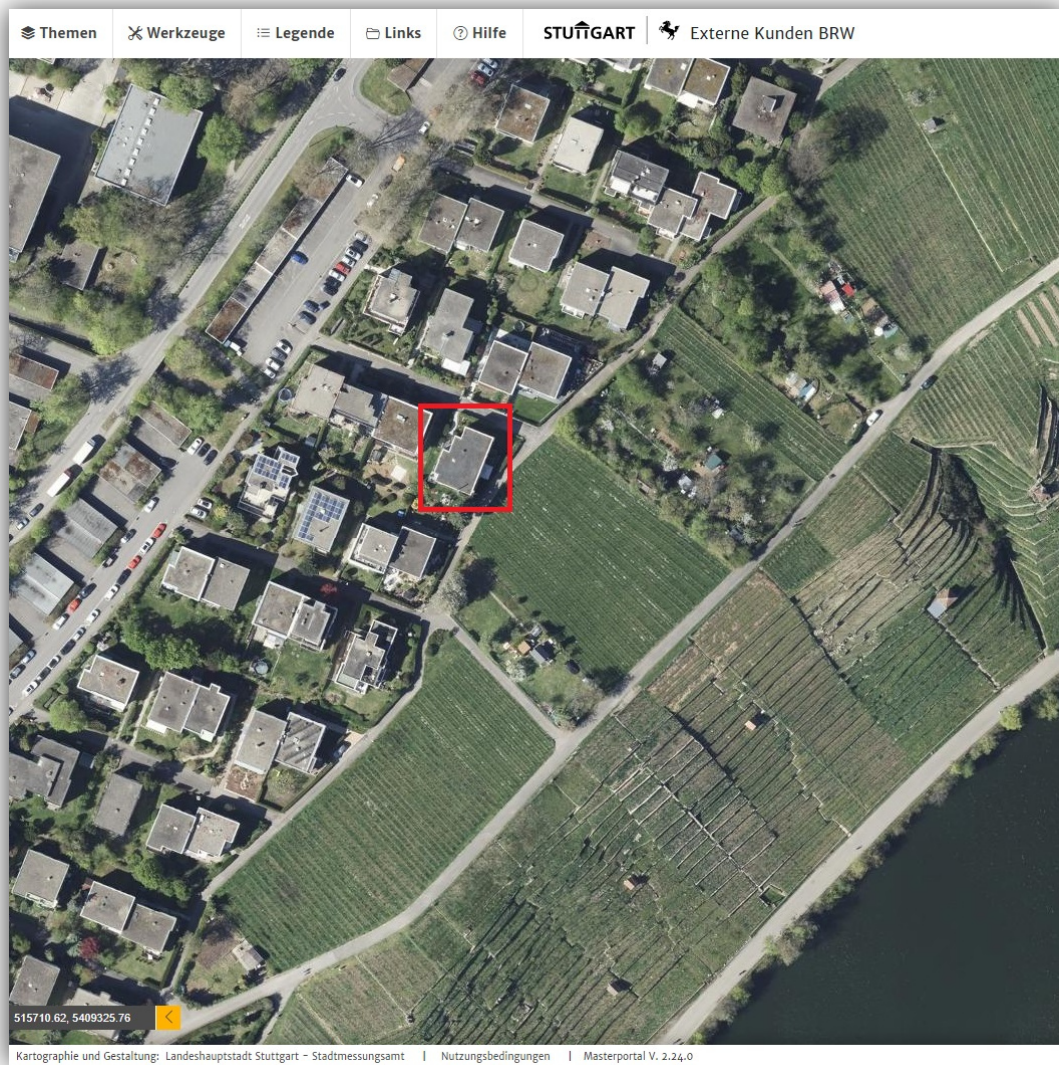 Themen Werkzeuge Legende Links Hilfe STUTTGART Externe Kunden BRW
515710.62, 5409325.76
Kartographie und Gestaltung: Landeshauptstadt Stuttgart - Stadtmessungsamt | Nutzungsbedingungen | Masterportal V. 2.24.0